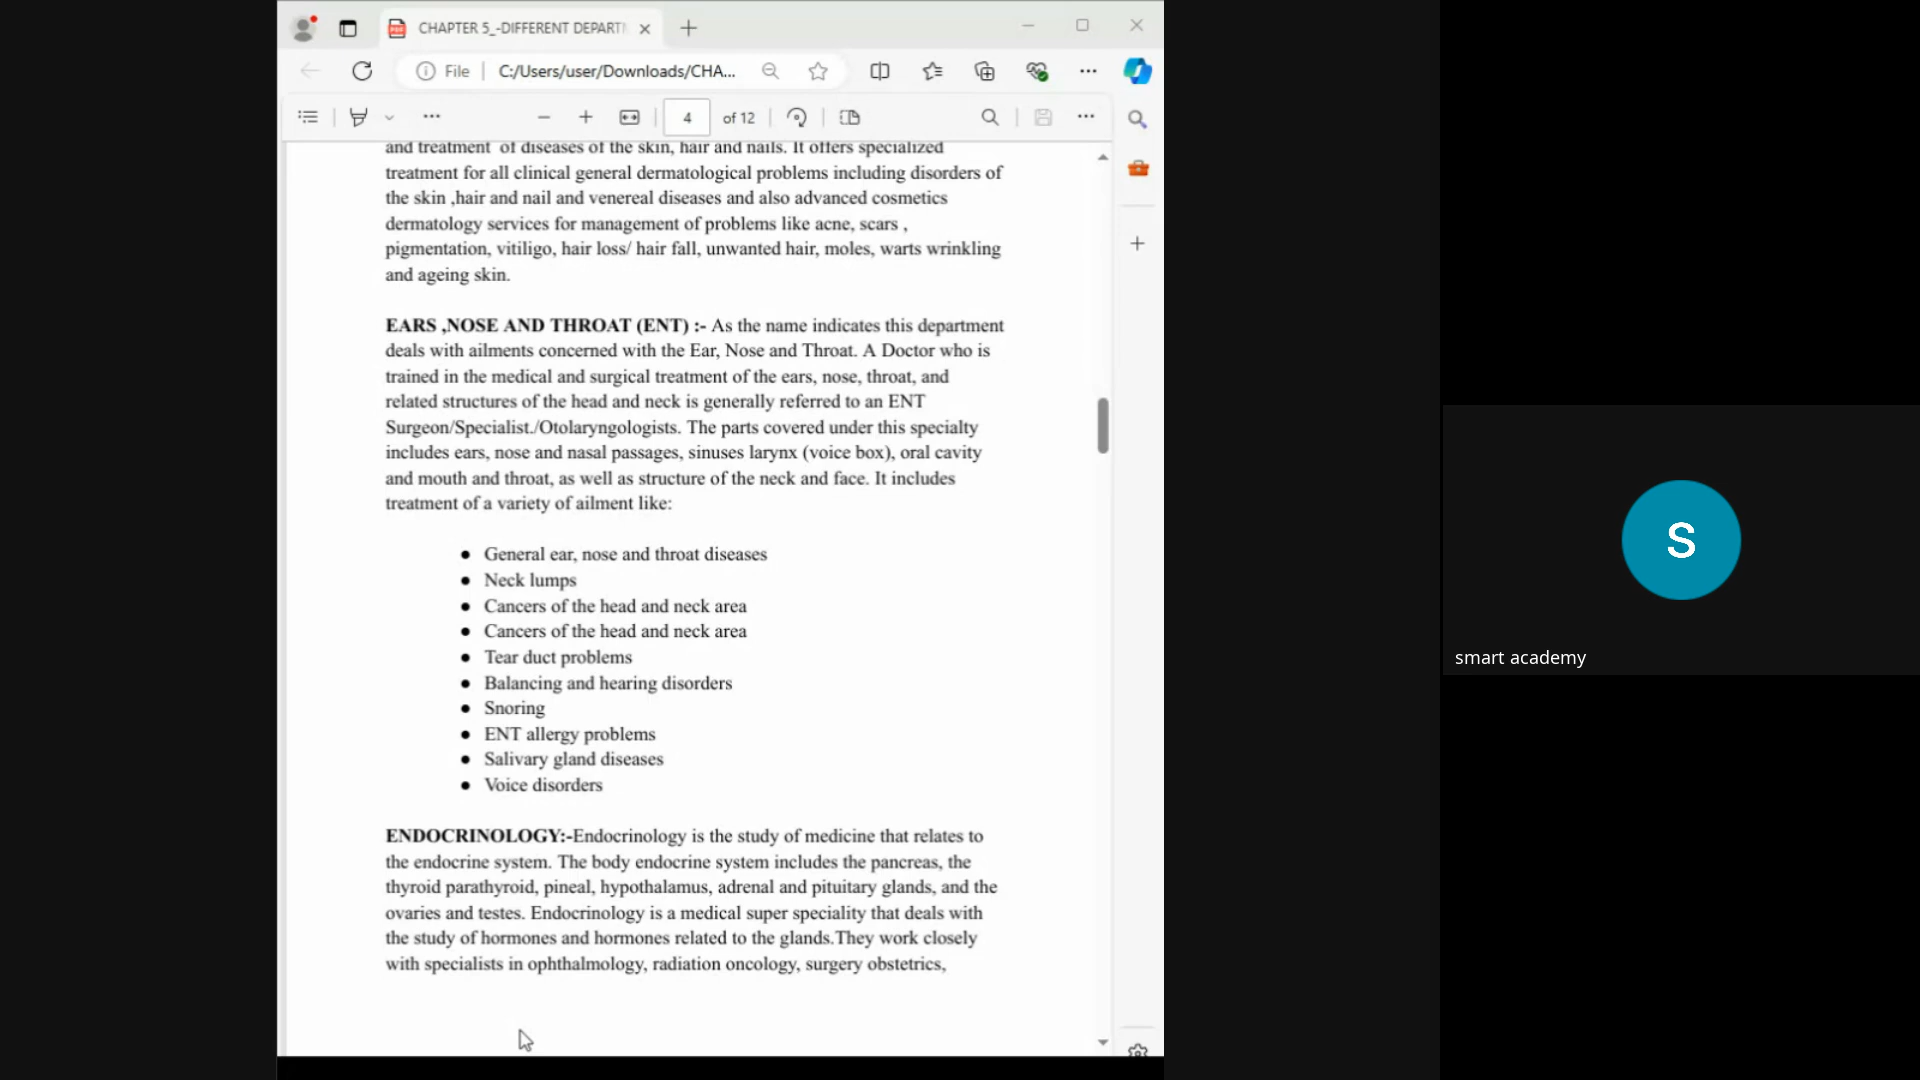 CHAPTER 5_-DIFFERENT DEPART
File
C:/Users/user/Downloads/CHA...
4 of 12
and treatment of diseases of the skin, hair and nails. It offers specialized
treatment for all clinical general dermatological problems including disorders of
the skin ,hair and nail and venereal diseases and also advanced cosmetics
dermatology services for management of problems like acne, scars ,
pigmentation, vitiligo, hair loss/ hair fall, unwanted hair, moles, warts wrinkling
and ageing skin.
EARS ,NOSE AND THROAT (ENT) :- As the name indicates this department
deals with ailments concerned with the Ear, Nose and Throat. A Doctor who is
trained in the medical and surgical treatment of the ears, nose, throat, and
related structures of the head and neck is generally referred to an ENT
Surgeon/Specialist./Otolaryngologists. The parts covered under this specialty
includes ears, nose and nasal passages, sinuses larynx (voice box), oral cavity
and mouth and throat, as well as structure of the neck and face. It includes
treatment of a variety of ailment like:
● General ear, nose and throat diseases
● Neck lumps
● Cancers of the head and neck area
● Cancers of the head and neck area
● Tear duct problems
● Balancing and hearing disorders
● Snoring
● ENT allergy problems
● Salivary gland diseases
● Voice disorders
ENDOCRINOLOGY:-Endocrinology is the study of medicine that relates to
the endocrine system. The body endocrine system includes the pancreas, the
thyroid parathyroid, pineal, hypothalamus, adrenal and pituitary glands, and the
ovaries and testes. Endocrinology is a medical super speciality that deals with
the study of hormones and hormones related to the glands.They work closely
with specialists in ophthalmology, radiation oncology, surgery obstetrics,
S
smart academy